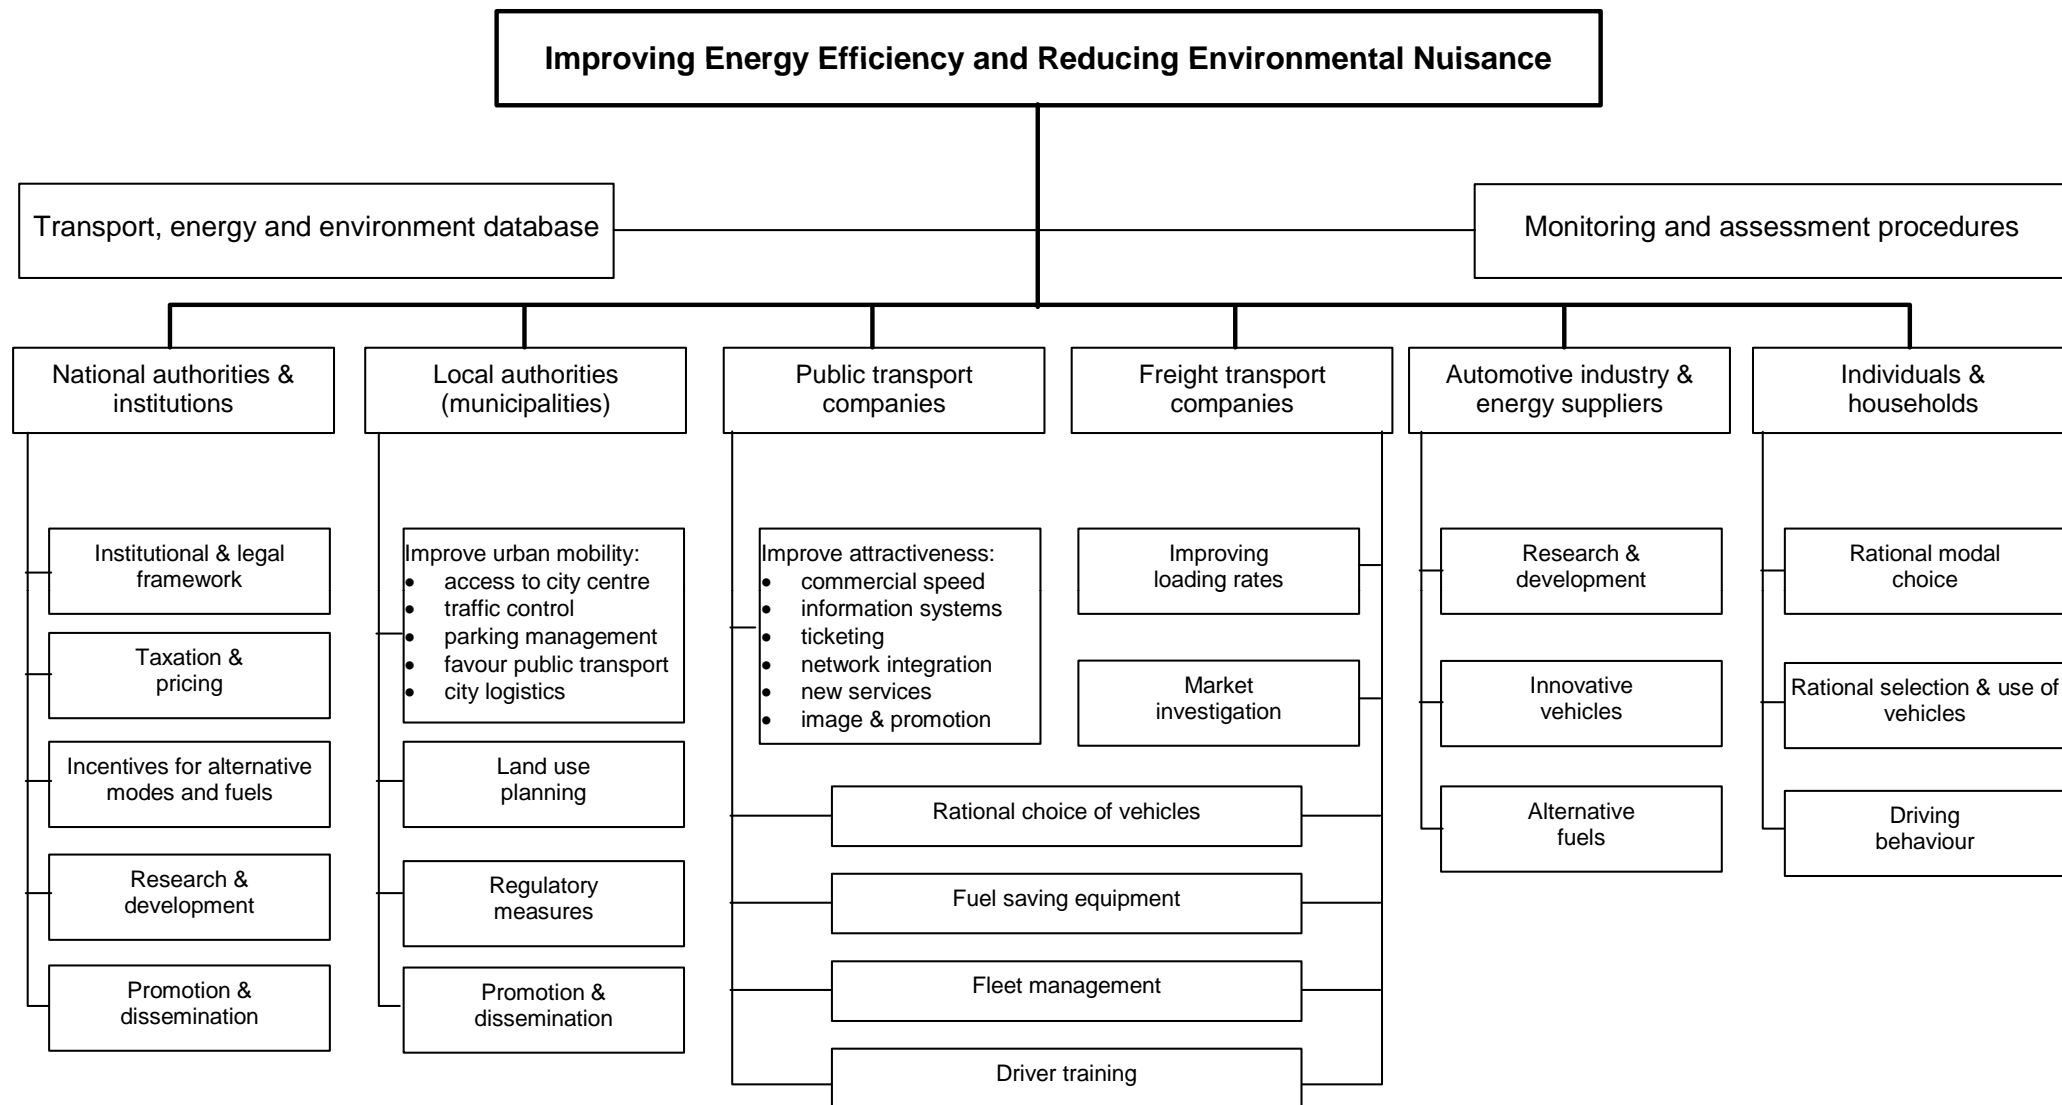 Improving Energy Efficiency and Reducing Environmental Nuisance
Transport, energy and environment database
Monitoring and assessment procedures
National authorities &
institutions
Local authorities
(municipalities)
Public transport
companies
Freight transport
companies
Automotive industry &
energy suppliers
Individuals &
households
Institutional & legal
framework
Taxation &
pricing
Incentives for alternative
modes and fuels
Research &
development
Promotion &
dissemination
Improve urban mobility:
• access to city centre
• traffic control
• parking management
• favour public transport
• city logistics
Land use
planning
Regulatory
measures
Promotion &
dissemination
Improve attractiveness:
• commercial speed
• information systems
• ticketing
• network integration
• new services
• image & promotion
Improving
loading rates
Market
investigation
Rational choice of vehicles
Fuel saving equipment
Fleet management
Driver training
Research &
development
Innovative
vehicles
Alternative
fuels
Rational modal
choice
Rational selection & use of
vehicles
Driving
behaviour